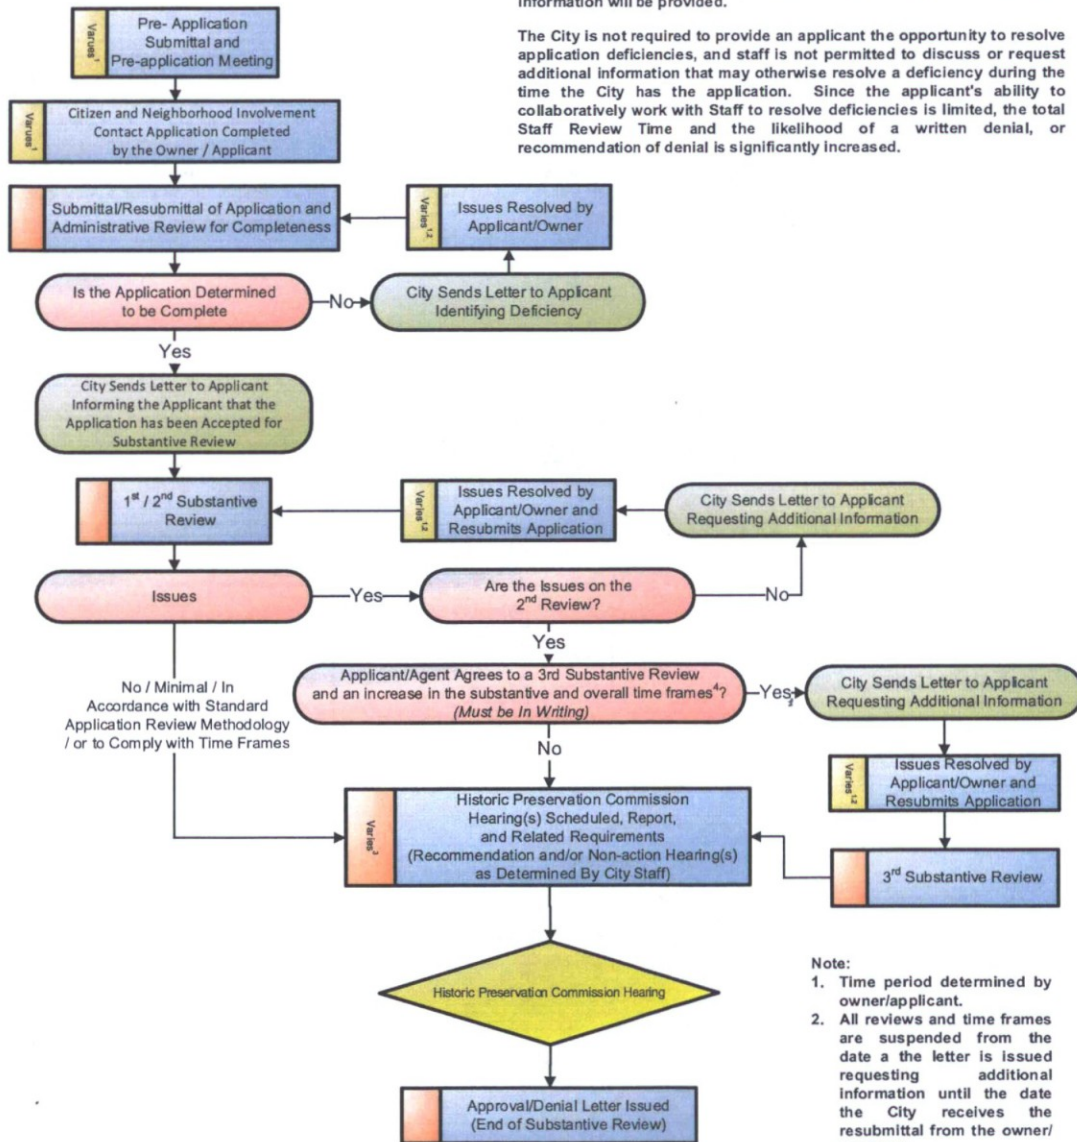 information will be provided.
The City is not required to provide an applicant the opportunity to resolve
application deficiencies, and staff is not permitted to discuss or request
additional information that may otherwise resolve a deficiency during the
time the City has the application. Since the applicant's ability to
collaboratively work with Staff to resolve deficiencies is limited, the total
Staff Review Time and the likelihood of a written denial, or
recommendation of denial is significantly increased.
Varues¹
Pre- Application
Submittal and
Pre-application Meeting
Varues¹
Citizen and Neighborhood Involvement
Contact Application Completed
by the Owner / Applicant
Submittal/Resubmittal of Application and
Administrative Review for Completeness
Varies¹,²
Issues Resolved by
Applicant/Owner
Is the Application Determined
to be Complete
No
City Sends Letter to Applicant
Identifying Deficiency
Yes
City Sends Letter to Applicant
Informing the Applicant that the
Application has been Accepted for
Substantive Review
1st / 2nd Substantive
Review
Varies¹,²
Issues Resolved by
Applicant/Owner and
Resubmits Application
City Sends Letter to Applicant
Requesting Additional Information
Issues
Yes
Are the Issues on the
2nd Review?
No
Yes
No / Minimal / In
Accordance with Standard
Application Review Methodology
/ or to Comply with Time Frames
Applicant/Agent Agrees to a 3rd Substantive Review
and an increase in the substantive and overall time frames⁴?
(Must be In Writing)
Yes
City Sends Letter to Applicant
Requesting Additional Information
No
Varies¹,²
Issues Resolved by
Applicant/Owner and
Resubmits Application
Varies³
Historic Preservation Commission
Hearing(s) Scheduled, Report,
and Related Requirements
(Recommendation and/or Non-action Hearing(s)
as Determined By City Staff)
3rd Substantive Review
Historic Preservation Commission Hearing
Approval/Denial Letter Issued
(End of Substantive Review)
Note:
1. Time period determined by
owner/applicant.
2. All reviews and time frames
are suspended from the
date a the letter is issued
requesting additional
information until the date
the City receives the
resubmittal from the owner/